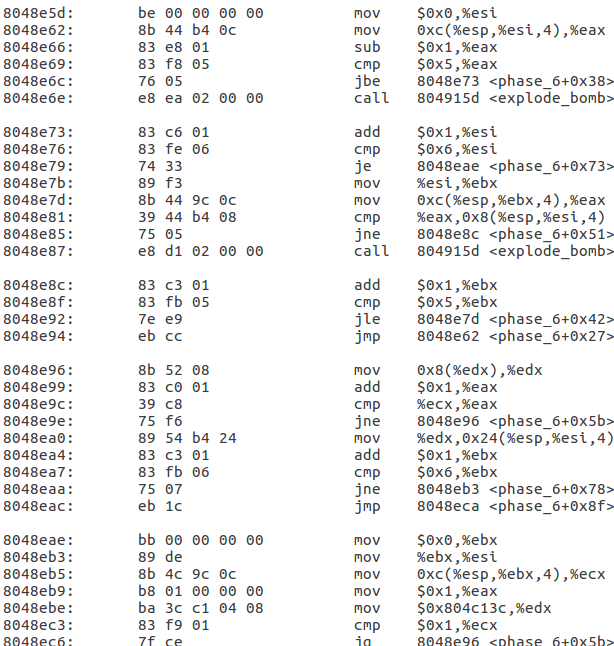 8048e5d: be 00 00 00 00 mov $0x0,%esi
8048e62: 8b 44 b4 0c mov 0xc(%esp,%esi,4),%eax
8048e66: 83 e8 01 sub $0x1,%eax
8048e69: 83 f8 05 cmp $0x5,%eax
8048e6c: 76 05 jbe 8048e73 <phase_6+0x38>
8048e6e: e8 ea 02 00 00 call 804915d <explode_bomb>
8048e73: 83 c6 01 add $0x1,%esi
8048e76: 83 fe 06 cmp $0x6,%esi
8048e79: 74 33 je 8048eae <phase_6+0x73>
8048e7b: 89 f3 mov %esi,%ebx
8048e7d: 8b 44 9c 0c mov 0xc(%esp,%ebx,4),%eax
8048e81: 39 44 b4 08 cmp %eax,0x8(%esp,%esi,4)
8048e85: 75 05 jne 8048e8c <phase_6+0x51>
8048e87: e8 d1 02 00 00 call 804915d <explode_bomb>
8048e8c: 83 c3 01 add $0x1,%ebx
8048e8f: 83 fb 05 cmp $0x5,%ebx
8048e92: 7e e9 jle 8048e7d <phase_6+0x42>
8048e94: eb cc jmp 8048e62 <phase_6+0x27>
8048e96: 8b 52 08 mov 0x8(%edx),%edx
8048e99: 83 c0 01 add $0x1,%eax
8048e9c: 39 c8 cmp %ecx,%eax
8048e9e: 75 f6 jne 8048e96 <phase_6+0x5b>
8048ea0: 89 54 b4 24 mov %edx,0x24(%esp,%esi,4)
8048ea4: 83 c3 01 add $0x1,%ebx
8048ea7: 83 fb 06 cmp $0x6,%ebx
8048eaa: 75 07 jne 8048eb3 <phase_6+0x78>
8048eac: eb 1c jmp 8048eca <phase_6+0x8f>
8048eae: bb 00 00 00 00 mov $0x0,%ebx
8048eb3: 89 de mov %ebx,%esi
8048eb5: 8b 4c 9c 0c mov 0xc(%esp,%ebx,4),%ecx
8048eb9: b8 01 00 00 00 mov $0x1,%eax
8048ebe: ba 3c c1 04 08 mov $0x804c13c,%edx
8048ec3: 83 f9 01 cmp $0x1,%ecx
8048ec6: 7f ce jg 8048e96 <phase_6+0x5b>